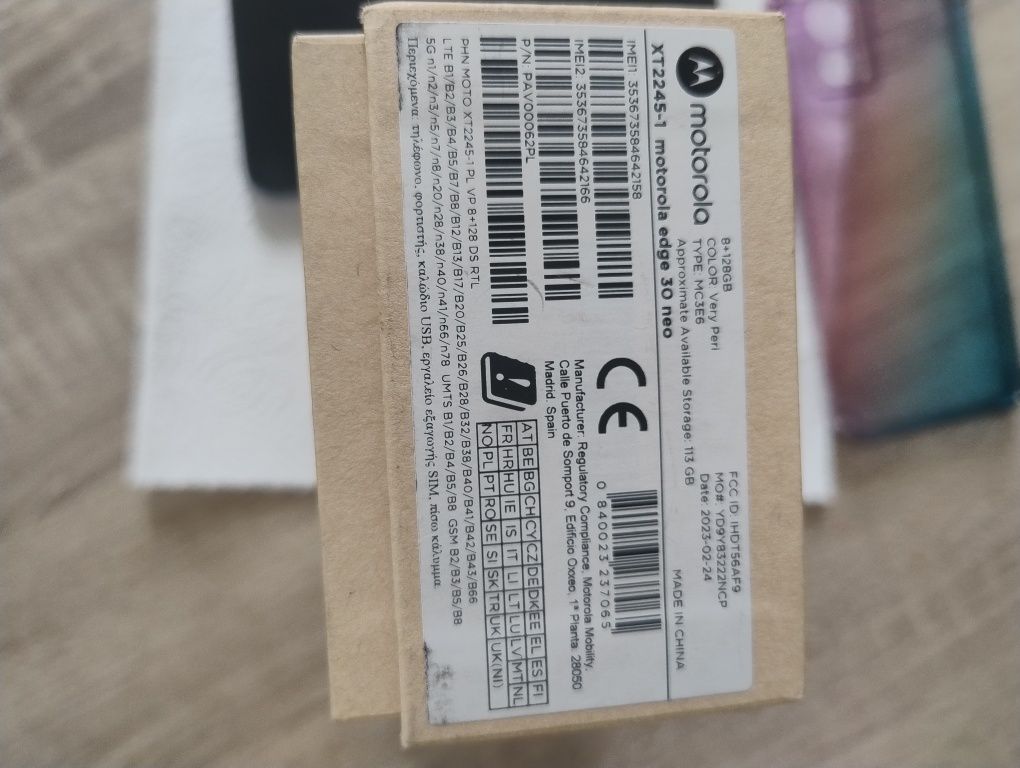 motorola
8+128GB
COLOR: Very Peri
TYPE: MC3E6
Approximate Available Storage: 113 GB
FCC ID: IHDT56AF9
MO#: YD9YB3222NCP
Date: 2023-02-24
MADE IN CHINA
XT2245-1 motorola edge 30 neo
IMEI1: 353673584642158
IMEI2: 353673584642166
P/N: PAV00062PL
CE
0 840023 237065
Manufacturer: Regulatory Compliance, Motorola Mobility,
Calle Puerto de Somport 9, Edificio Oxxeo, 1ª Planta, 28050
Madrid, Spain
AT BE BG CH CY CZ DE DK EE EL ES FI
FR HR HU IE IS IT LI LT LU LV MT NL
NO PL PT RO SE SI SK TR UK UK(NI)
PHN MOTO XT2245-1 PL VP 8+128 DS RTL
LTE B1/B2/B3/B4/B5/B7/B8/B12/B13/B17/B20/B25/B26/B28/B32/B38/B40/B41/B42/B43/B66
5G n1/n2/n3/n5/n7/n8/n20/n28/n38/n40/n41/n66/n78 UMTS B1/B2/B4/B5/B8 GSM B2/B3/B5/B8
Περιεχόμενα: τηλέφωνο, φορτιστής, καλώδιο USB, εργαλείο εξαγωγής SIM, πίσω κάλυμμα